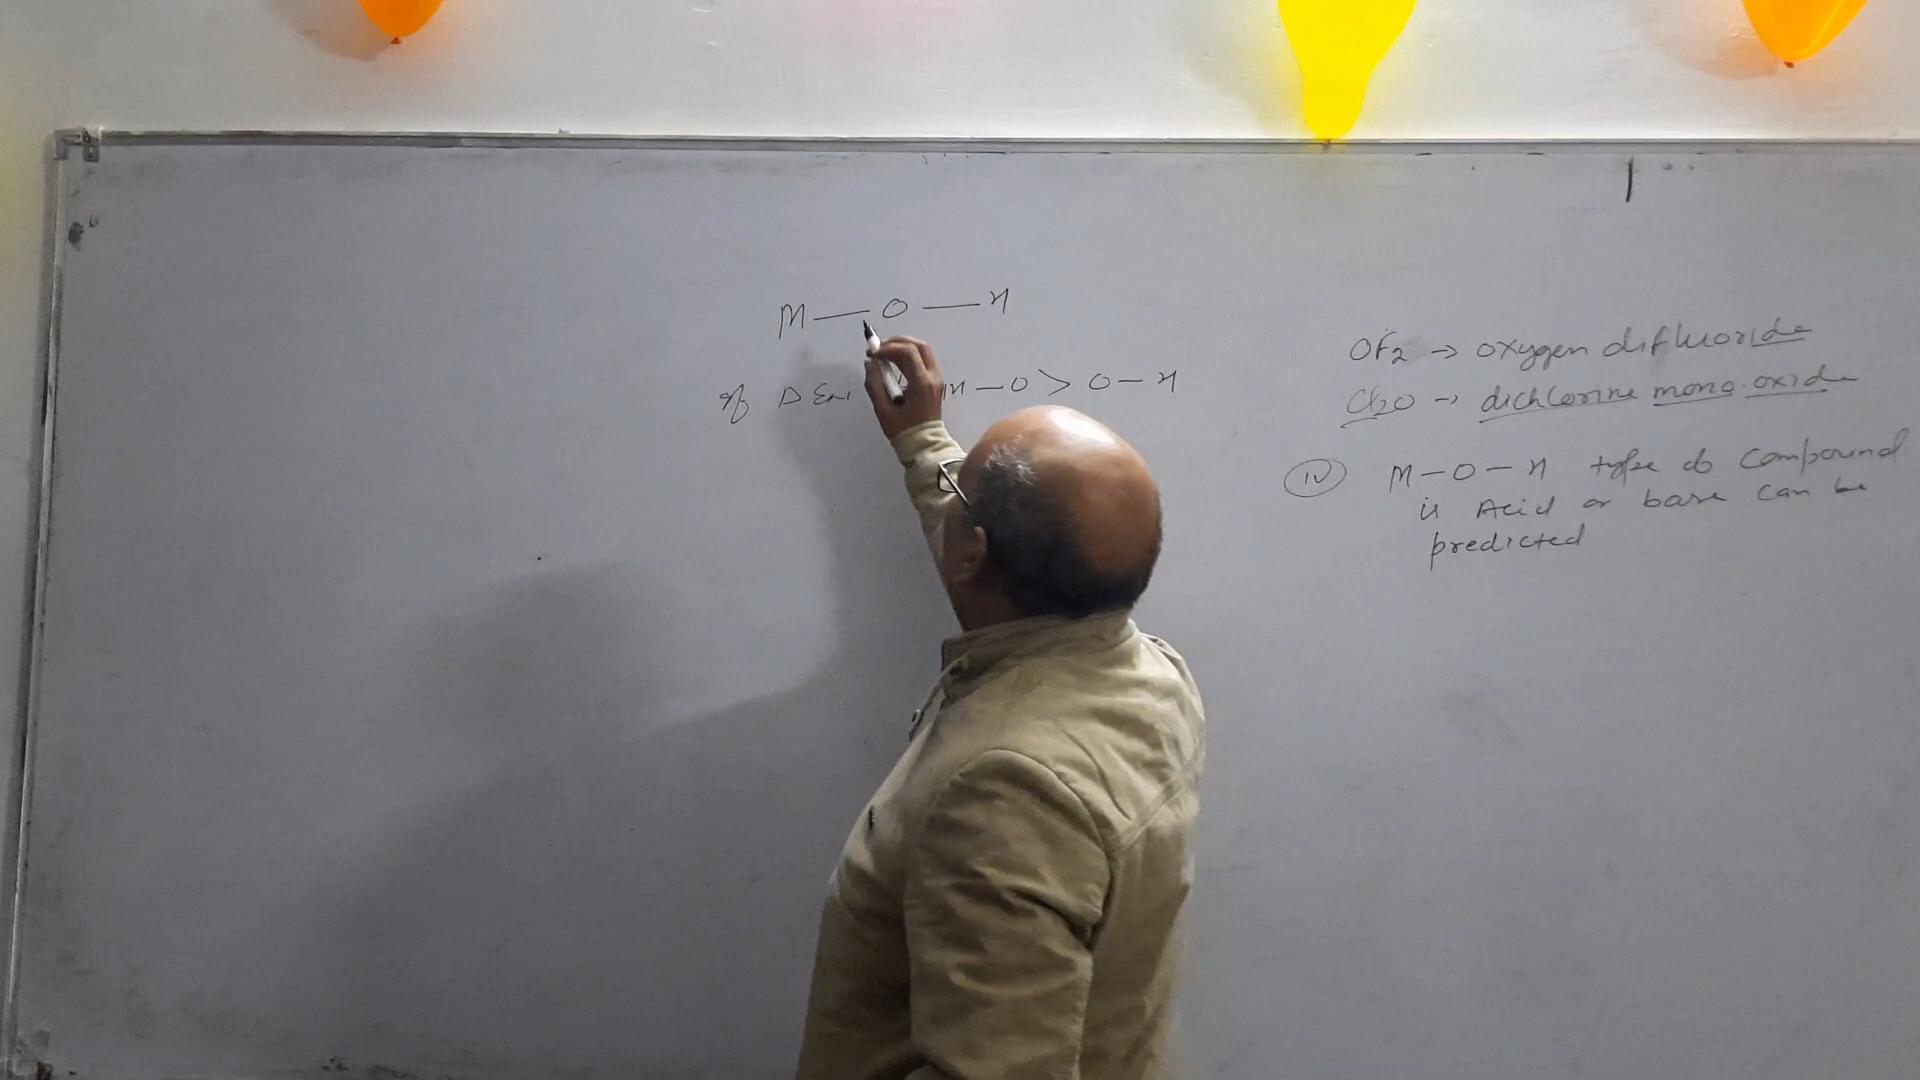 M — O — H
If ΔEN M - O > O - H
OF2 → oxygen difluoride
Cl2O → dichlorine mono oxide
(iv) M - O - H type of compound
is Acid or base can be
predicted